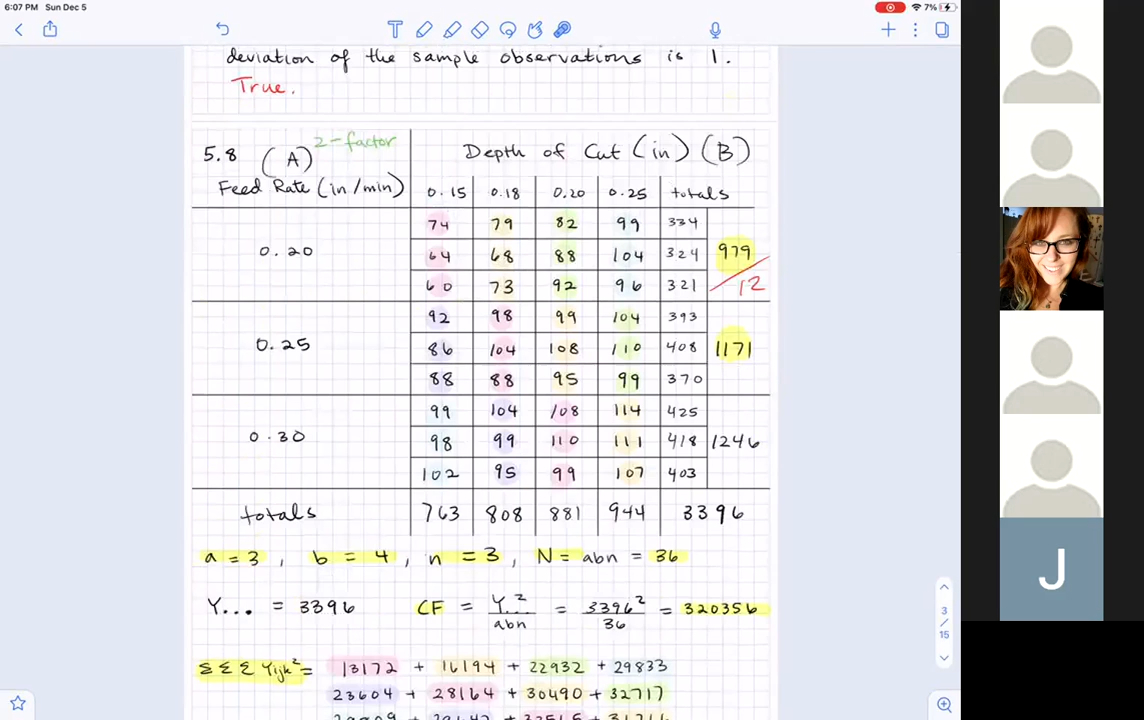 6:07 PM Sun Dec 5
7%
deviation of the sample observations is 1.
True.
5.8 (A) 2-factor
Depth of Cut (in) (B)
Feed Rate (in/min) 0.15 0.18 0.20 0.25 totals
74 79 82 99 334
0.20 64 68 88 104 324 979
60 73 92 96 321 /12
92 98 99 104 393
0.25 86 104 108 110 408 1171
88 88 95 99 370
99 104 108 114 425
0.30 98 99 110 111 418 1246
102 95 99 107 403
totals 763 808 881 944 3396
a = 3 , b = 4 , n = 3 , N = abn = 36
Y... = 3396 CF = Y...² / abn = 3396² / 36 = 320356
Σ Σ Σ Yijk² = 13172 + 16194 + 22932 + 29833
23604 + 28164 + 30490 + 32717
3 / 15
J